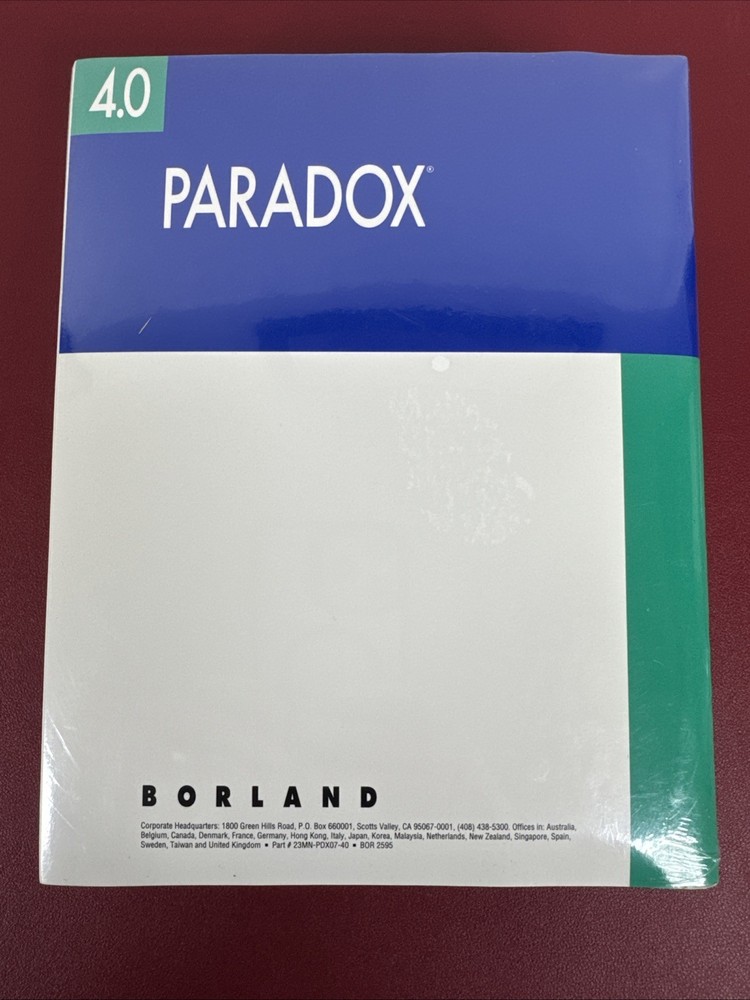 4.0
PARADOX®
BORLAND
Corporate Headquarters: 1800 Green Hills Road, P.O. Box 660001, Scotts Valley, CA 95067-0001, (408) 438-5300. Offices in: Australia,
Belgium, Canada, Denmark, France, Germany, Hong Kong, Italy, Japan, Korea, Malaysia, Netherlands, New Zealand, Singapore, Spain,
Sweden, Taiwan and United Kingdom • Part # 23MN-PDX07-40 • BOR 2595